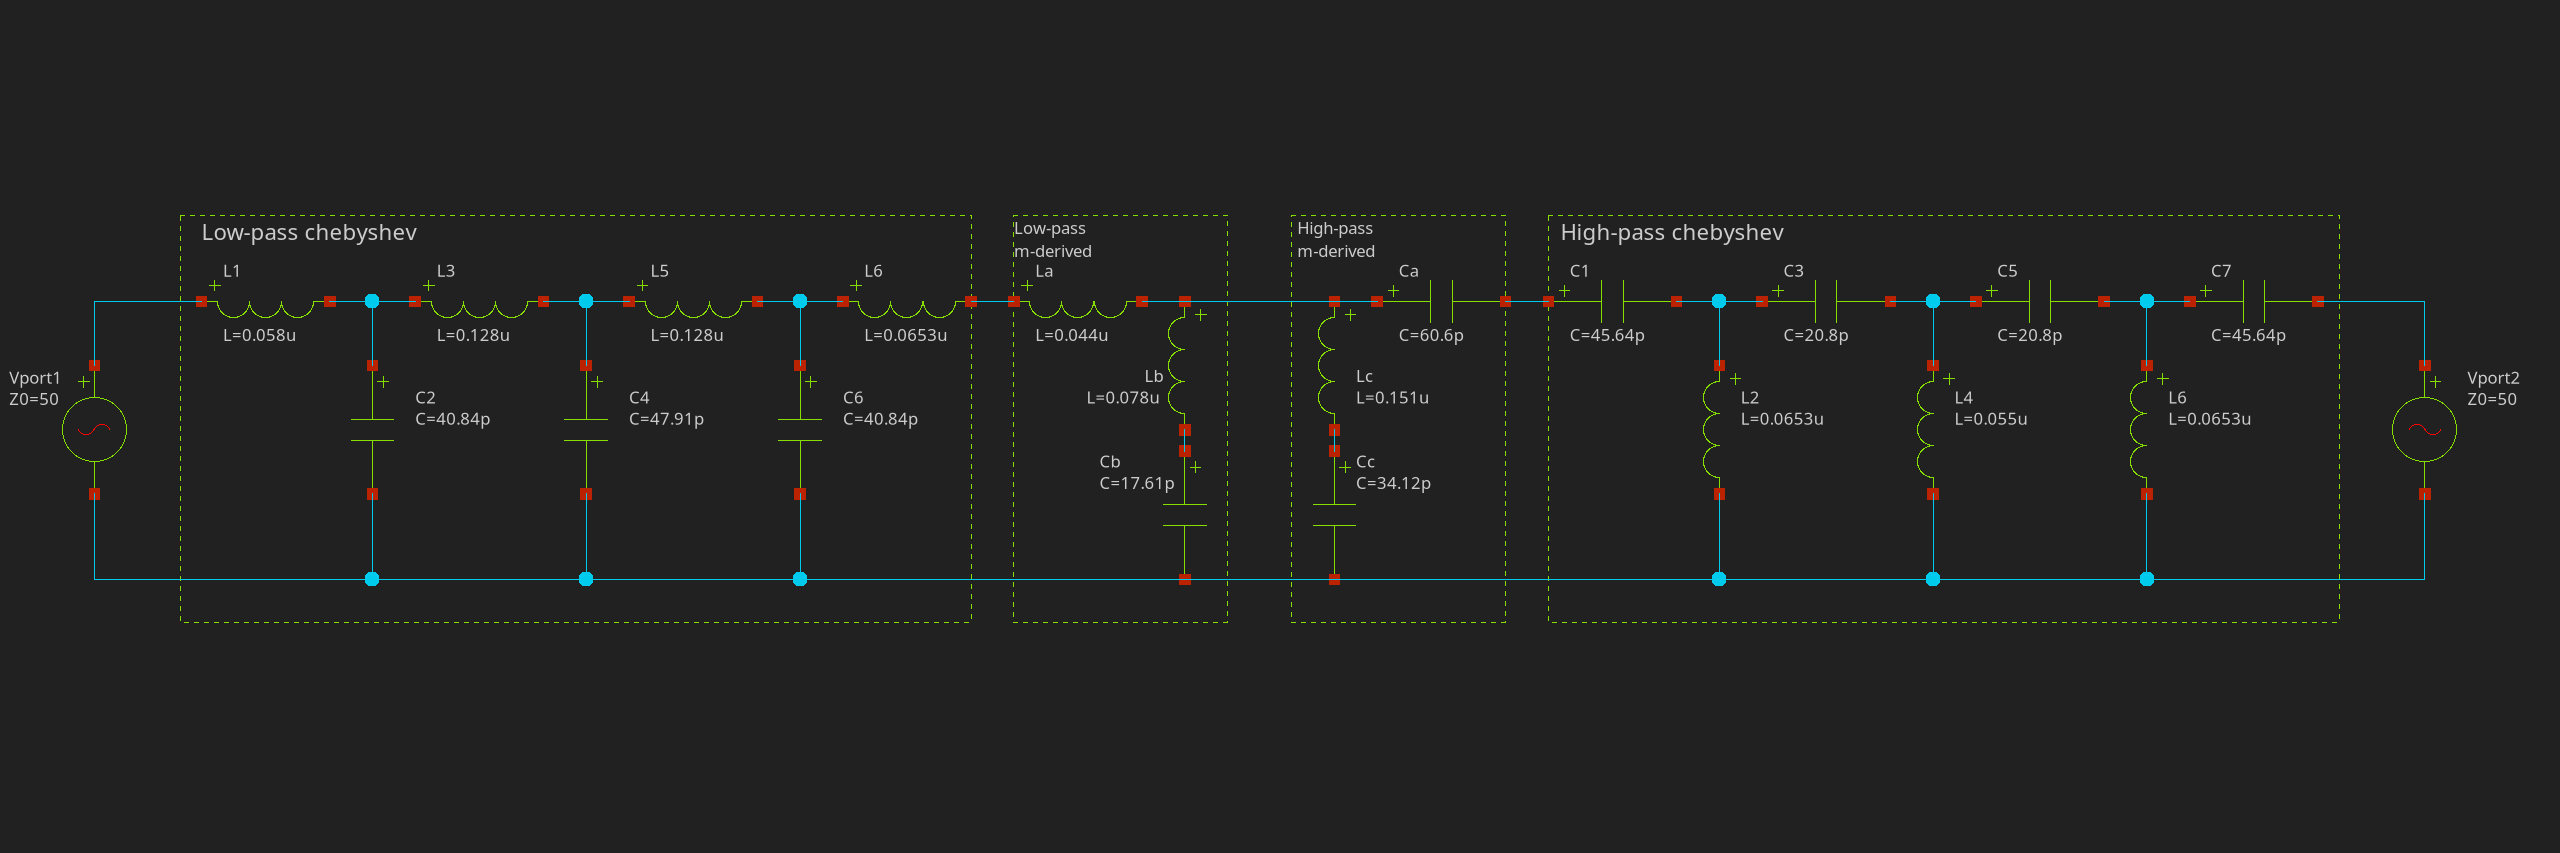 Low-pass chebyshev
Low-pass
m-derived
High-pass
m-derived
High-pass chebyshev
L1
L=0.058u
L3
L=0.128u
L5
L=0.128u
L6
L=0.0653u
La
L=0.044u
Ca
C=60.6p
C1
C=45.64p
C3
C=20.8p
C5
C=20.8p
C7
C=45.64p
Vport1
Z0=50
C2
C=40.84p
C4
C=47.91p
C6
C=40.84p
Lb
L=0.078u
Cb
C=17.61p
Lc
L=0.151u
Cc
C=34.12p
L2
L=0.0653u
L4
L=0.055u
L6
L=0.0653u
Vport2
Z0=50